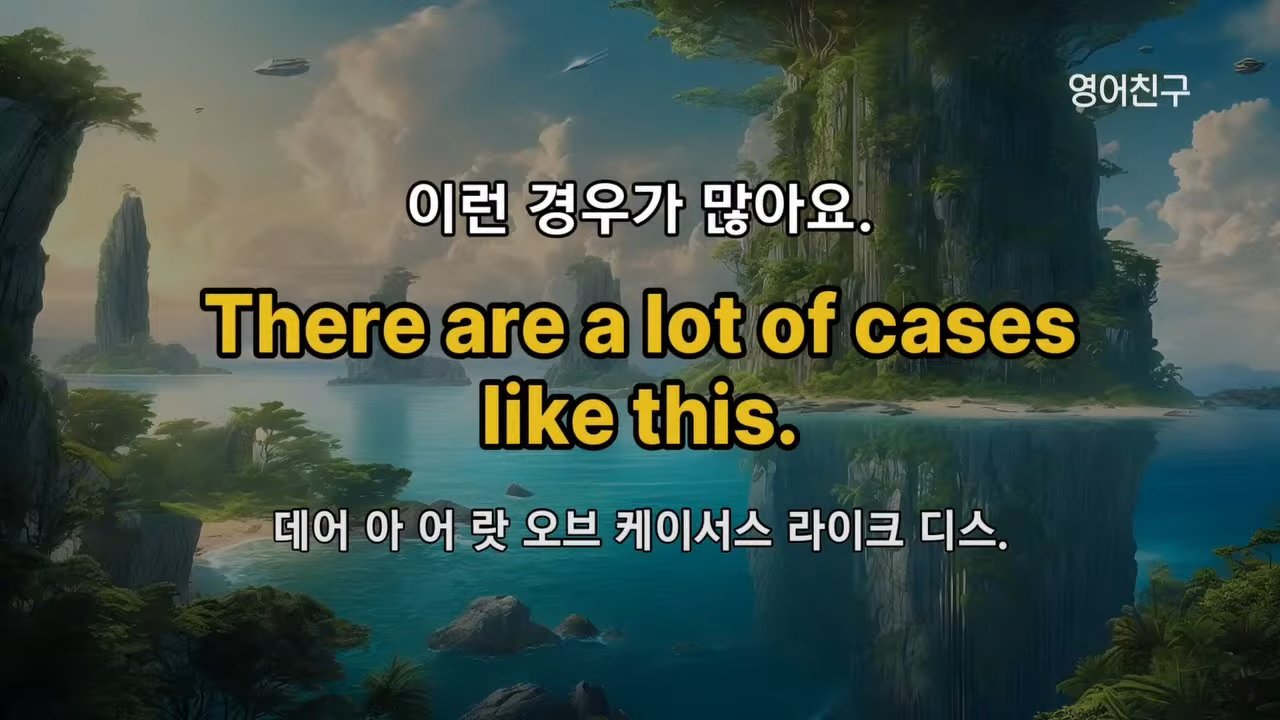 영어친구
이런 경우가 많아요.
There are a lot of cases
like this.
데어 아 어 랏 오브 케이서스 라이크 디스.